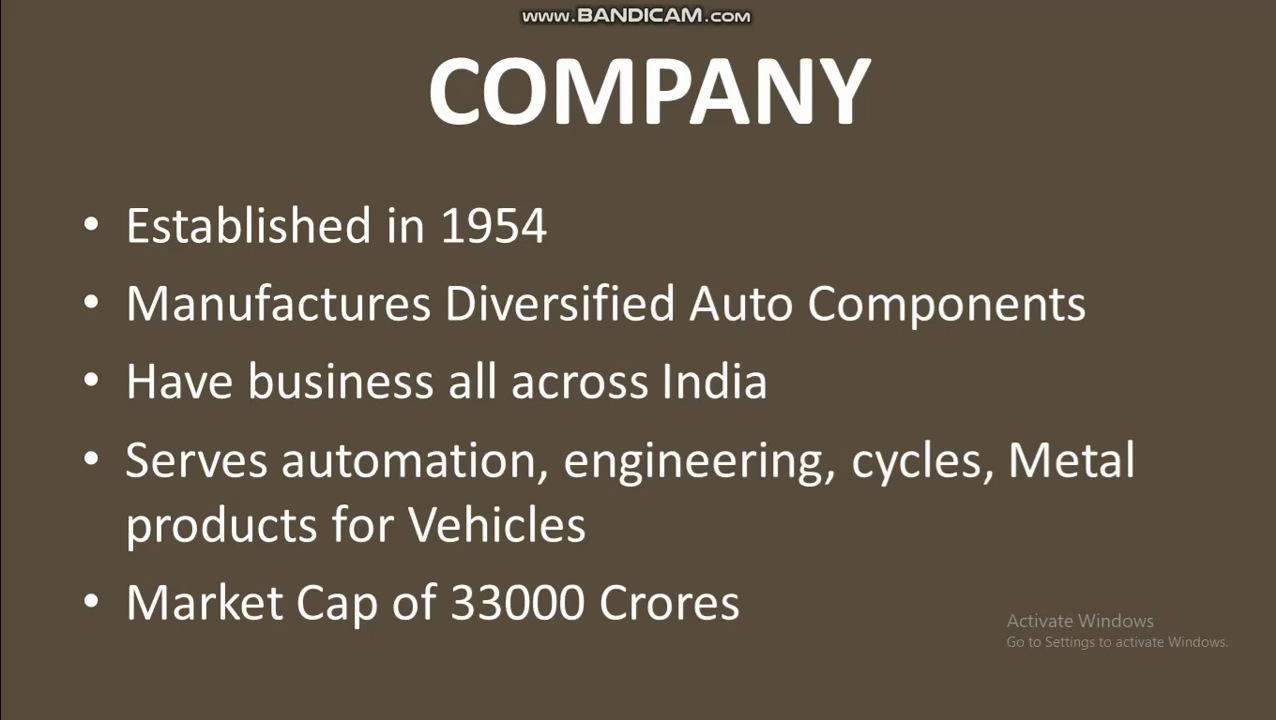 www.BANDICAM.com
COMPANY
• Established in 1954
• Manufactures Diversified Auto Components
• Have business all across India
• Serves automation, engineering, cycles, Metal
products for Vehicles
• Market Cap of 33000 Crores
Activate Windows
Go to Settings to activate Windows.